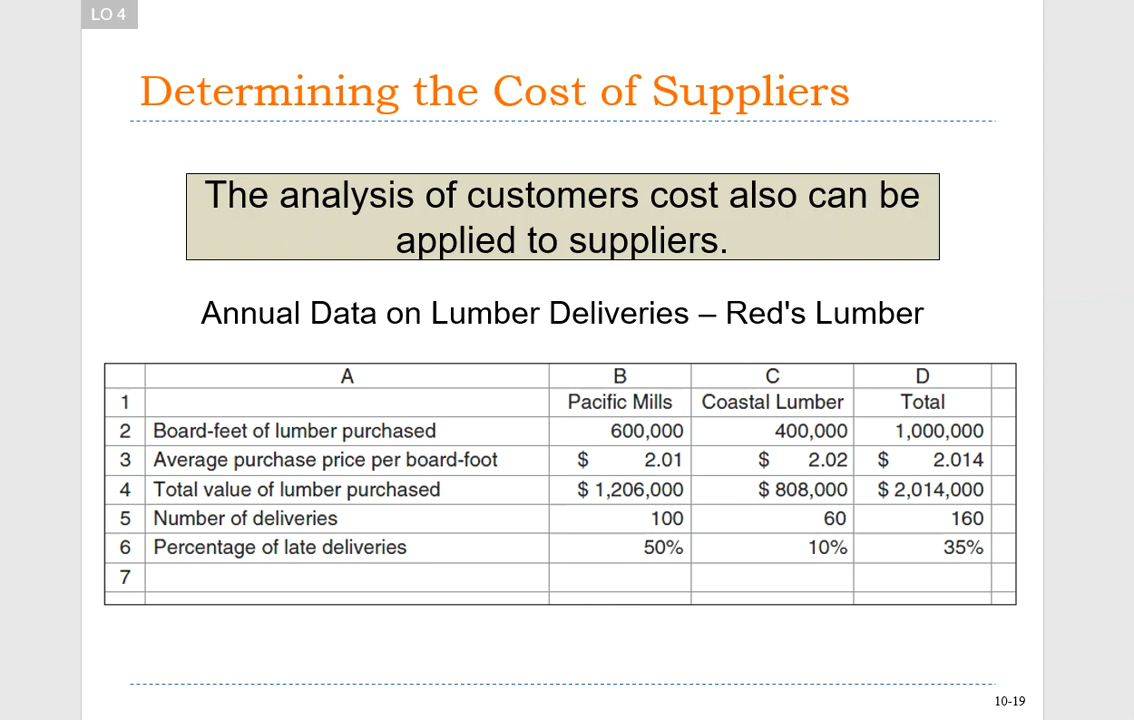 LO 4
Determining the Cost of Suppliers
The analysis of customers cost also can be
applied to suppliers.
Annual Data on Lumber Deliveries – Red's Lumber
A B C D
1 Pacific Mills Coastal Lumber Total
2 Board-feet of lumber purchased 600,000 400,000 1,000,000
3 Average purchase price per board-foot $ 2.01 $ 2.02 $ 2.014
4 Total value of lumber purchased $ 1,206,000 $ 808,000 $ 2,014,000
5 Number of deliveries 100 60 160
6 Percentage of late deliveries 50% 10% 35%
7
10-19